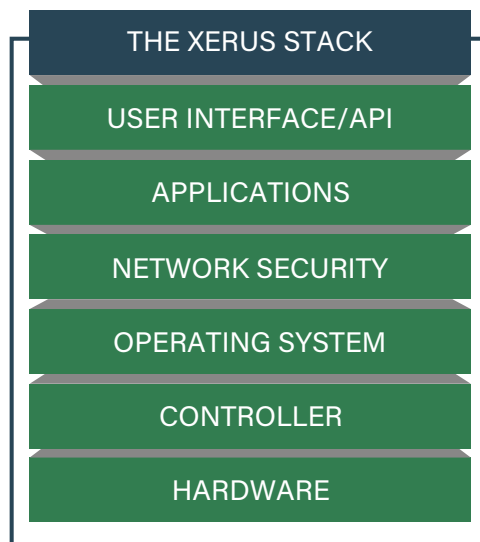 THE XERUS STACK
USER INTERFACE/API
APPLICATIONS
NETWORK SECURITY
OPERATING SYSTEM
CONTROLLER
HARDWARE